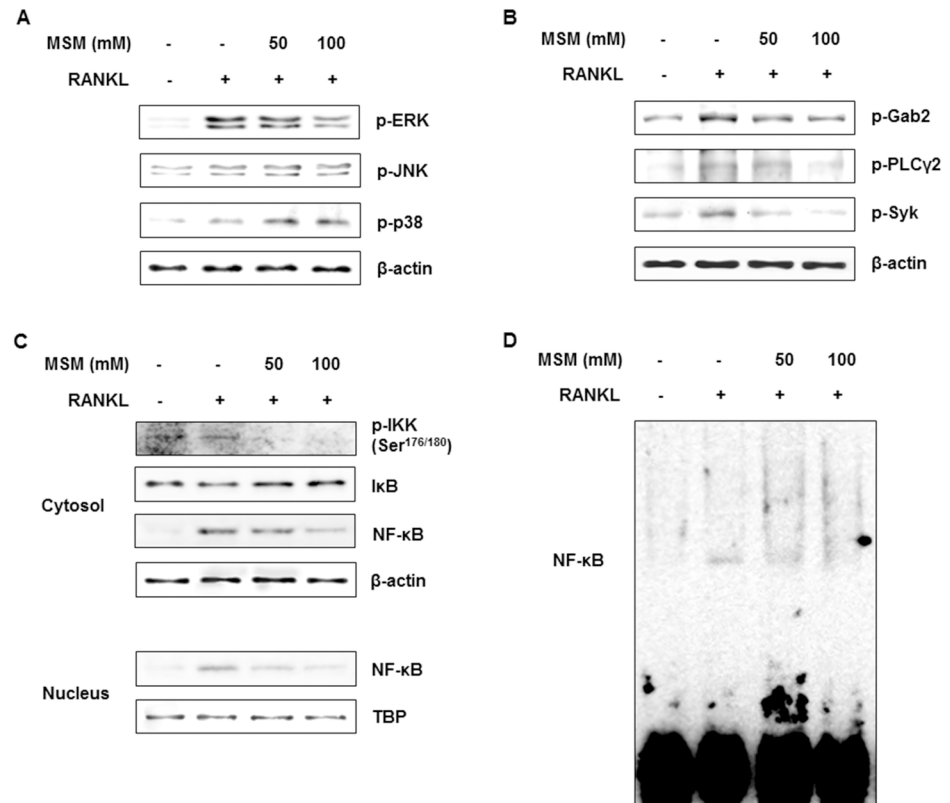 A
MSM (mM) - - 50 100
RANKL - + + +
p-ERK
p-JNK
p-p38
β-actin
B
MSM (mM) - - 50 100
RANKL - + + +
p-Gab2
p-PLCγ2
p-Syk
β-actin
C
MSM (mM) - - 50 100
RANKL - + + +
p-IKK
(Ser176/180)
Cytosol
IκB
NF-κB
β-actin
Nucleus
NF-κB
TBP
D
MSM (mM) - - 50 100
RANKL - + + +
NF-κB